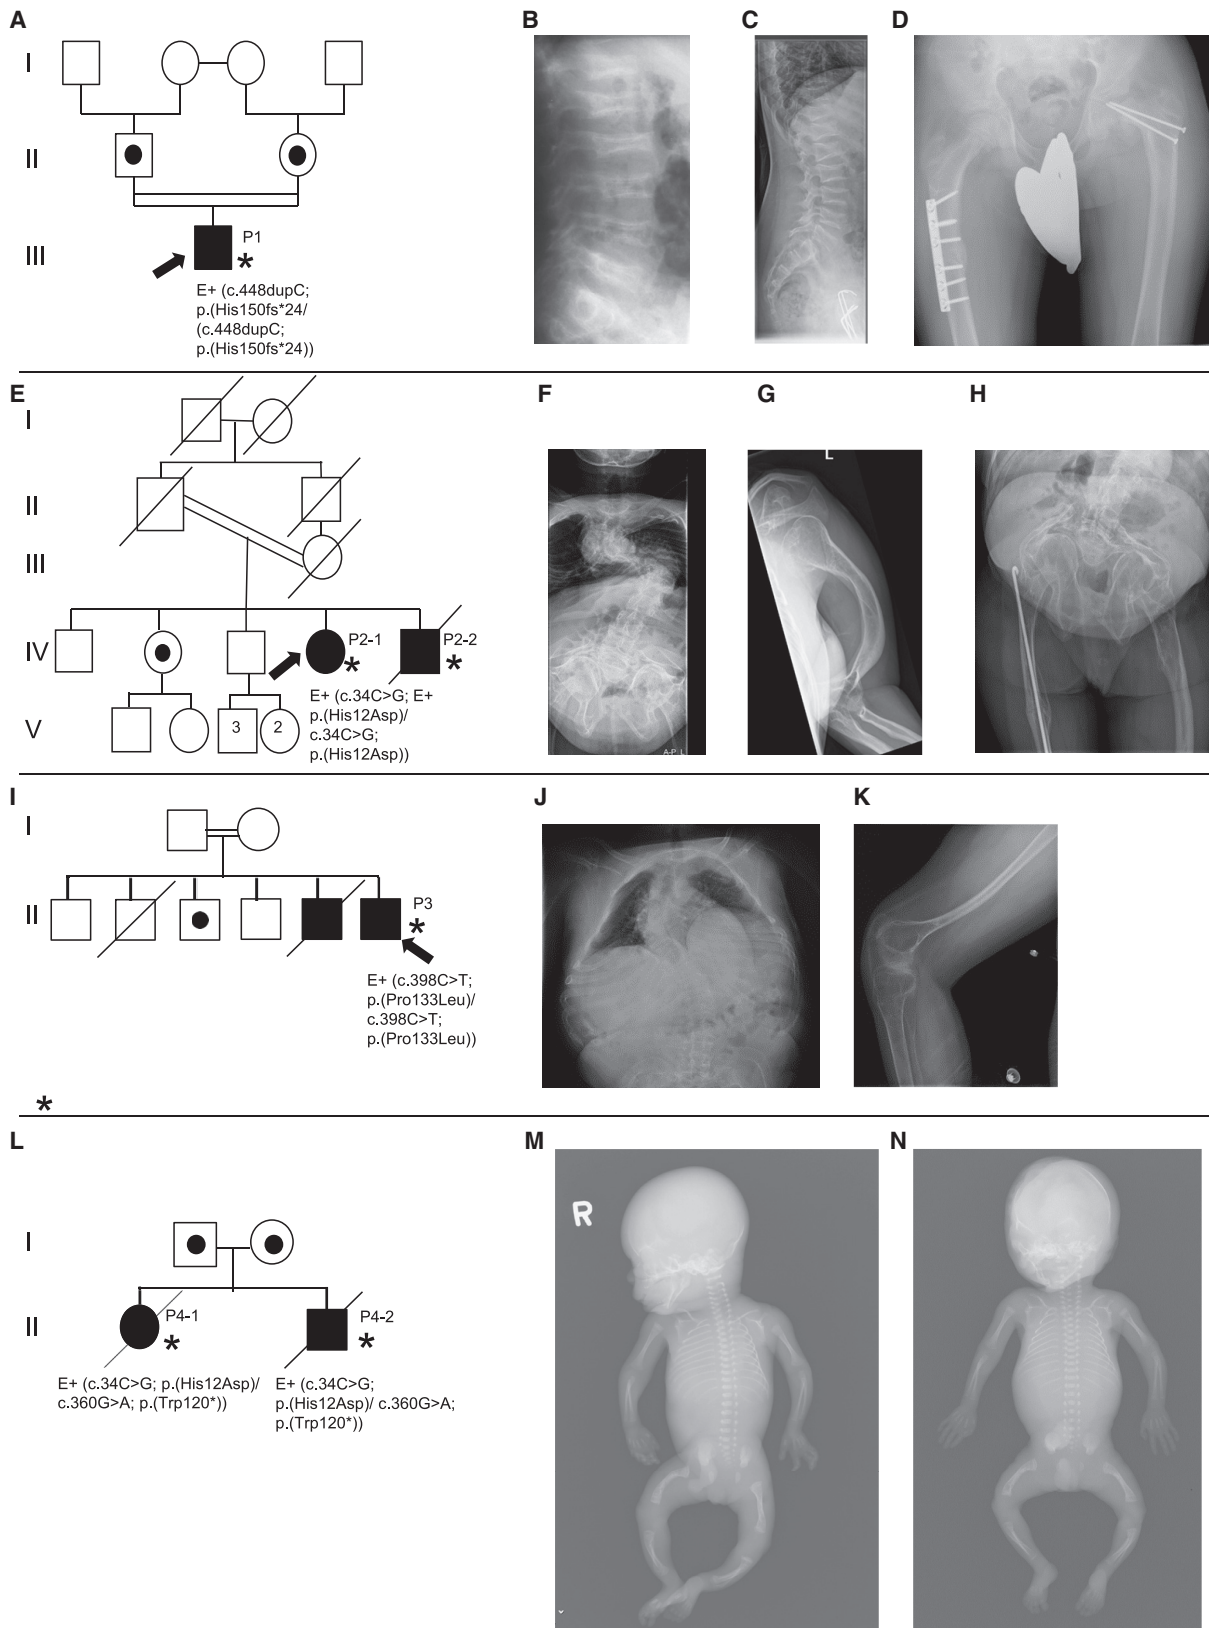 A
B
C
D
I
II
III
P1
*
E+ (c.448dupC;
p.(His150fs*24/
(c.448dupC;
p.(His150fs*24))
E
F
G
H
I
II
III
IV
V
P2-1
*
P2-2
*
E+ (c.34C>G; E+
p.(His12Asp)/
c.34C>G;
p.(His12Asp))
3
2
L
A-P L
I
J
K
I
II
P3
*
E+ (c.398C>T;
p.(Pro133Leu)/
c.398C>T;
p.(Pro133Leu))
*
L
M
N
R
I
II
P4-1
*
P4-2
*
E+ (c.34C>G; p.(His12Asp)/
c.360G>A; p.(Trp120*))
E+ (c.34C>G;
p.(His12Asp)/ c.360G>A;
p.(Trp120*))